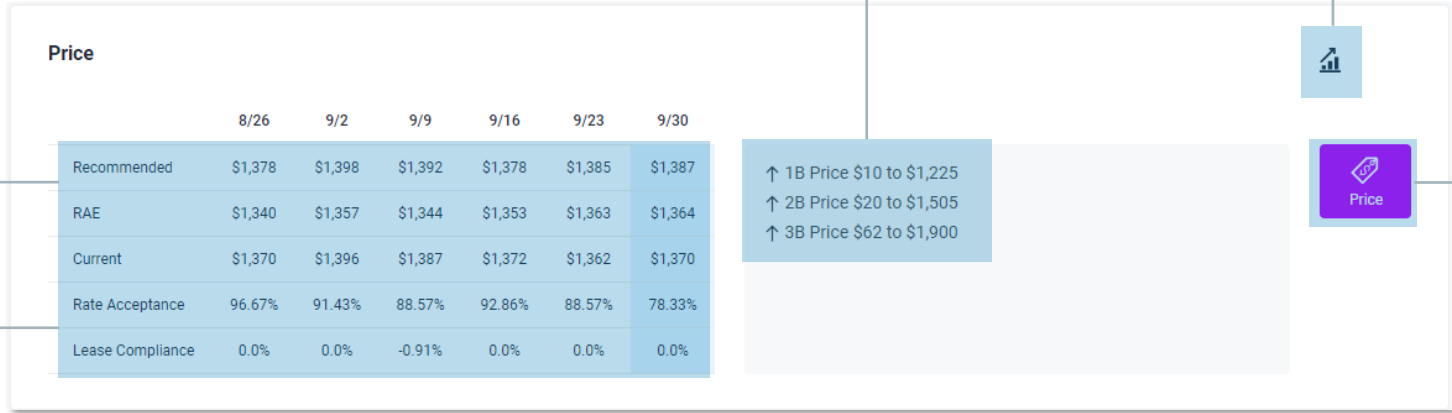 Price
8/26 9/2 9/9 9/16 9/23 9/30
Recommended $1,378 $1,398 $1,392 $1,378 $1,385 $1,387
RAE $1,340 $1,357 $1,344 $1,353 $1,363 $1,364
Current $1,370 $1,396 $1,387 $1,372 $1,362 $1,370
Rate Acceptance 96.67% 91.43% 88.57% 92.86% 88.57% 78.33%
Lease Compliance 0.0% 0.0% -0.91% 0.0% 0.0% 0.0%
↑ 1B Price $10 to $1,225
↑ 2B Price $20 to $1,505
↑ 3B Price $62 to $1,900
Price